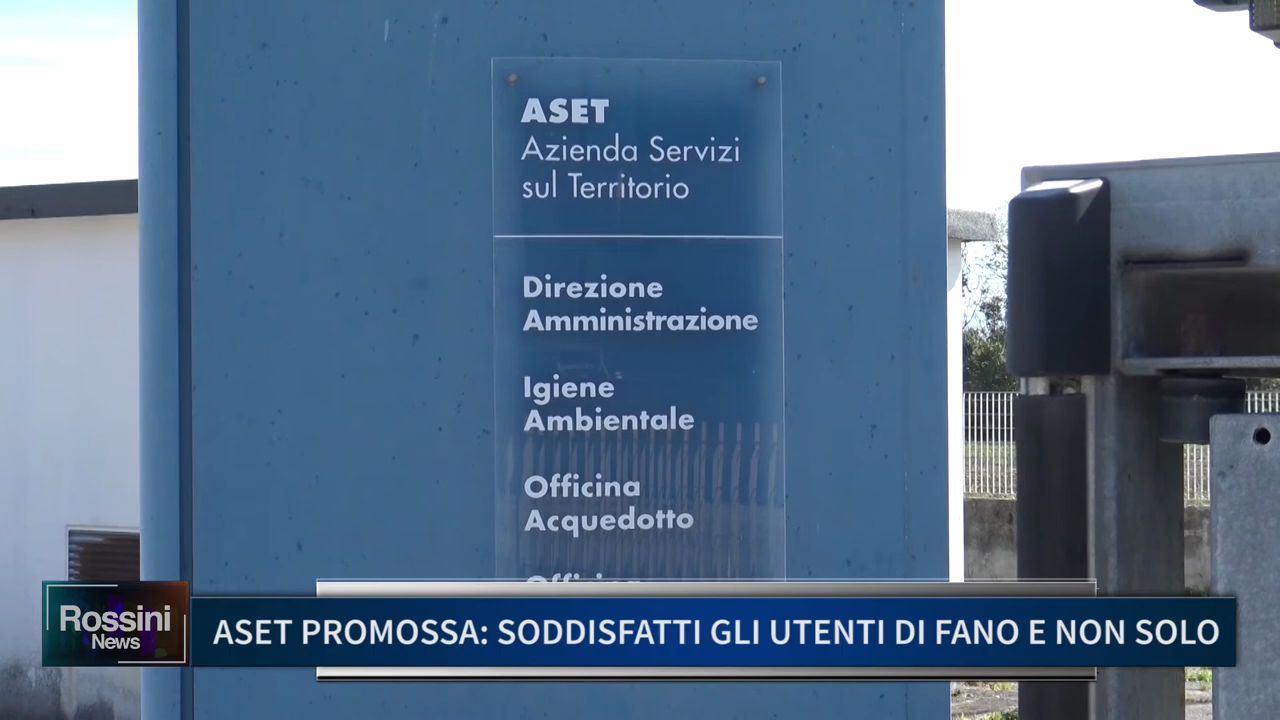 ASET
Azienda Servizi
sul Territorio
Direzione
Amministrazione
Igiene
Ambientale
Officina
Acquedotto
Officina
Rossini
News
ASET PROMOSSA: SODDISFATTI GLI UTENTI DI FANO E NON SOLO